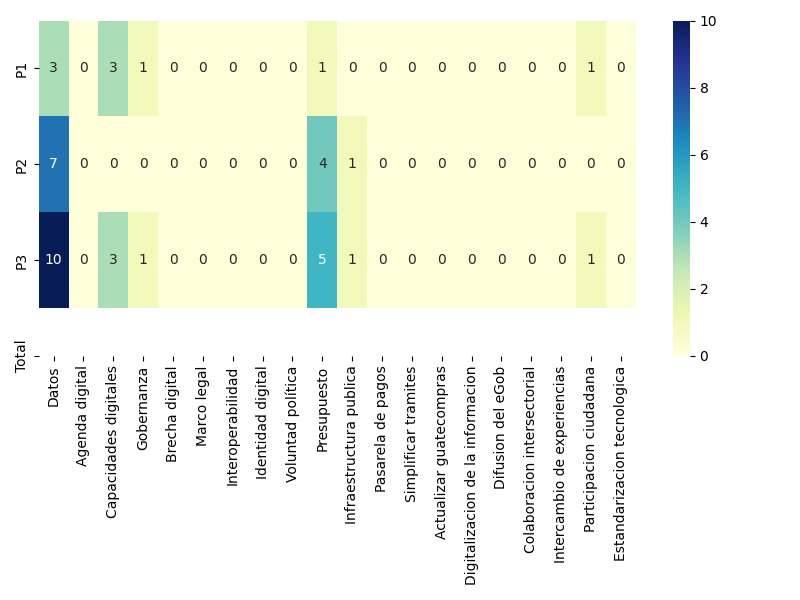 P1 3 0 3 1 0 0 0 0 0 1 0 0 0 0 0 0 0 0 1 0
P2 7 0 0 0 0 0 0 0 0 4 1 0 0 0 0 0 0 0 0 0
P3 10 0 3 1 0 0 0 0 0 5 1 0 0 0 0 0 0 0 1 0
Total
Datos
Agenda digital
Capacidades digitales
Gobernanza
Brecha digital
Marco legal
Interoperabilidad
Identidad digital
Voluntad politica
Presupuesto
Infraestructura publica
Pasarela de pagos
Simplificar tramites
Actualizar guatecompras
Digitalizacion de la informacion
Difusion del eGob
Colaboracion intersectorial
Intercambio de experiencias
Participacion ciudadana
Estandarizacion tecnologica
10
8
6
4
2
0